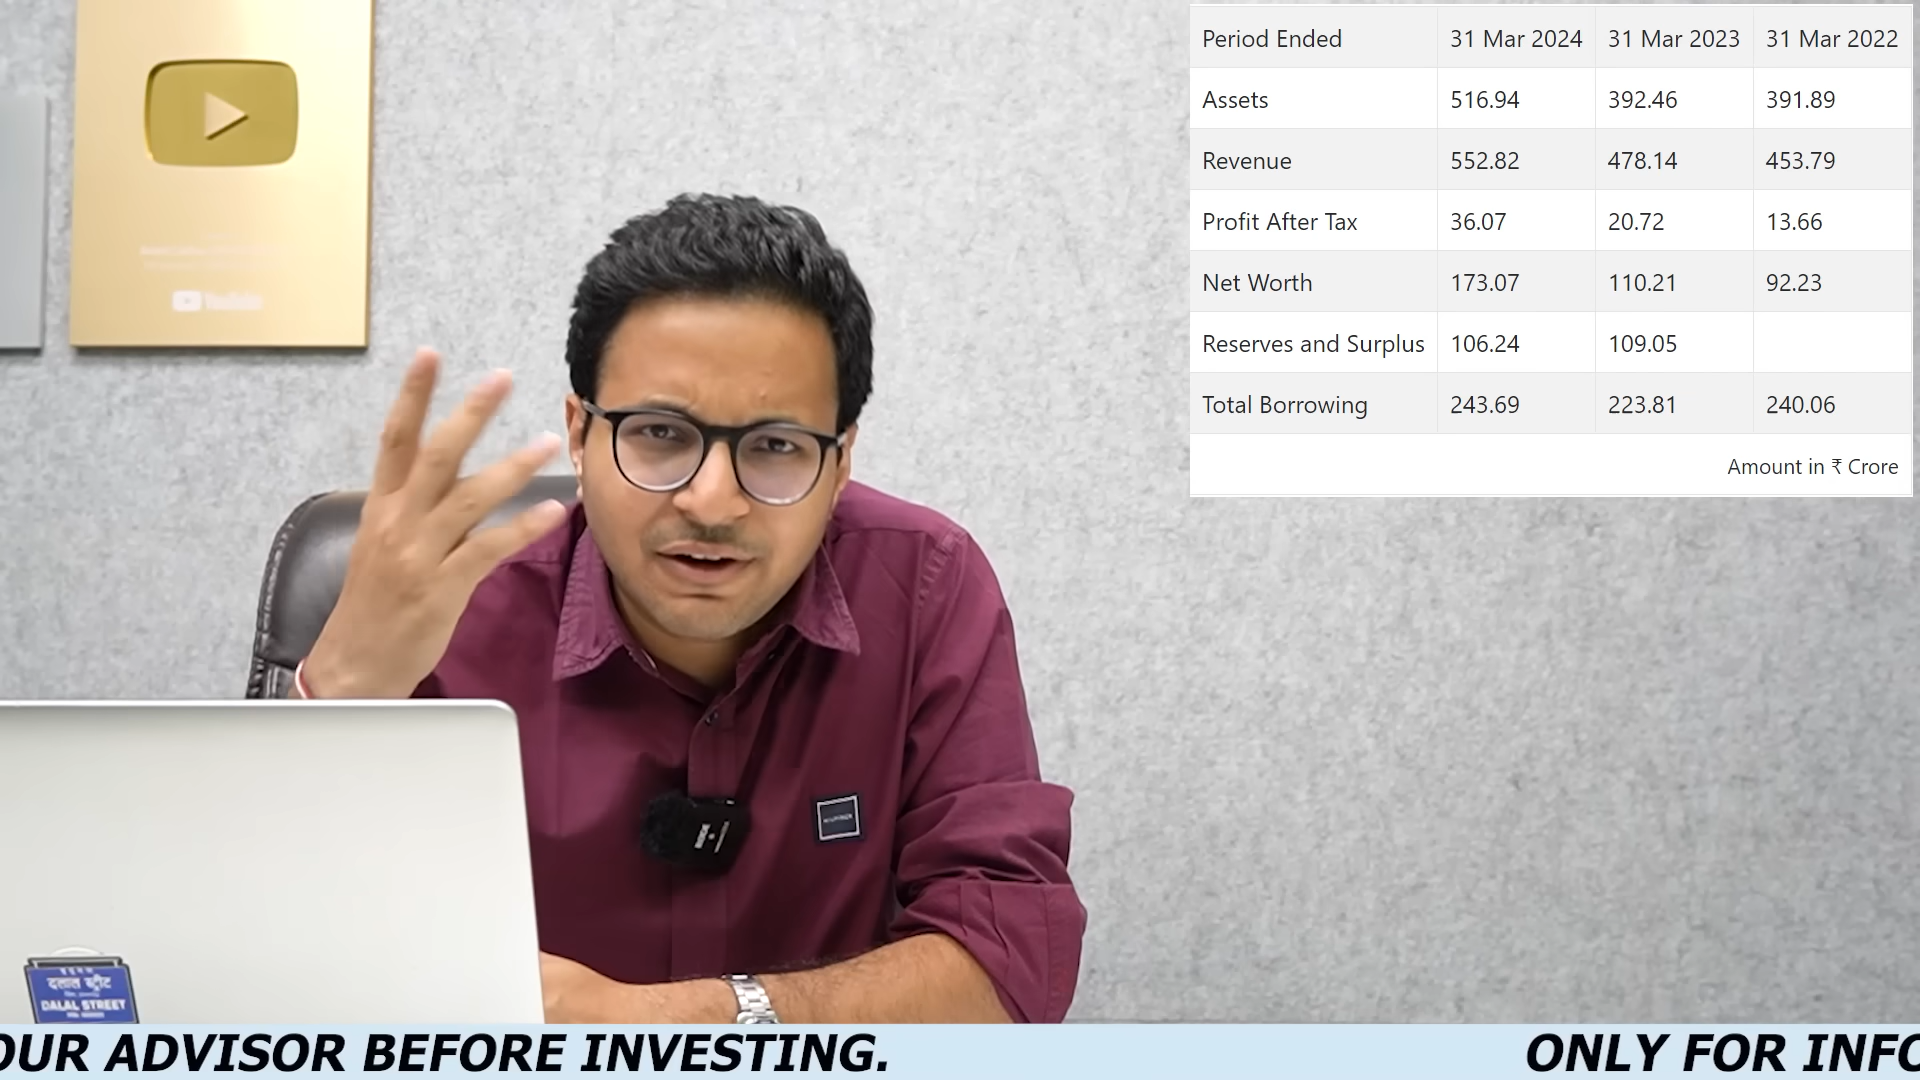 Period Ended 31 Mar 2024 31 Mar 2023 31 Mar 2022
Assets 516.94 392.46 391.89
Revenue 552.82 478.14 453.79
Profit After Tax 36.07 20.72 13.66
Net Worth 173.07 110.21 92.23
Reserves and Surplus 106.24 109.05
Total Borrowing 243.69 223.81 240.06
Amount in ₹ Crore
YouTube
RODE
दलाल स्ट्रीट
DALAL STREET
OUR ADVISOR BEFORE INVESTING. ONLY FOR INFO